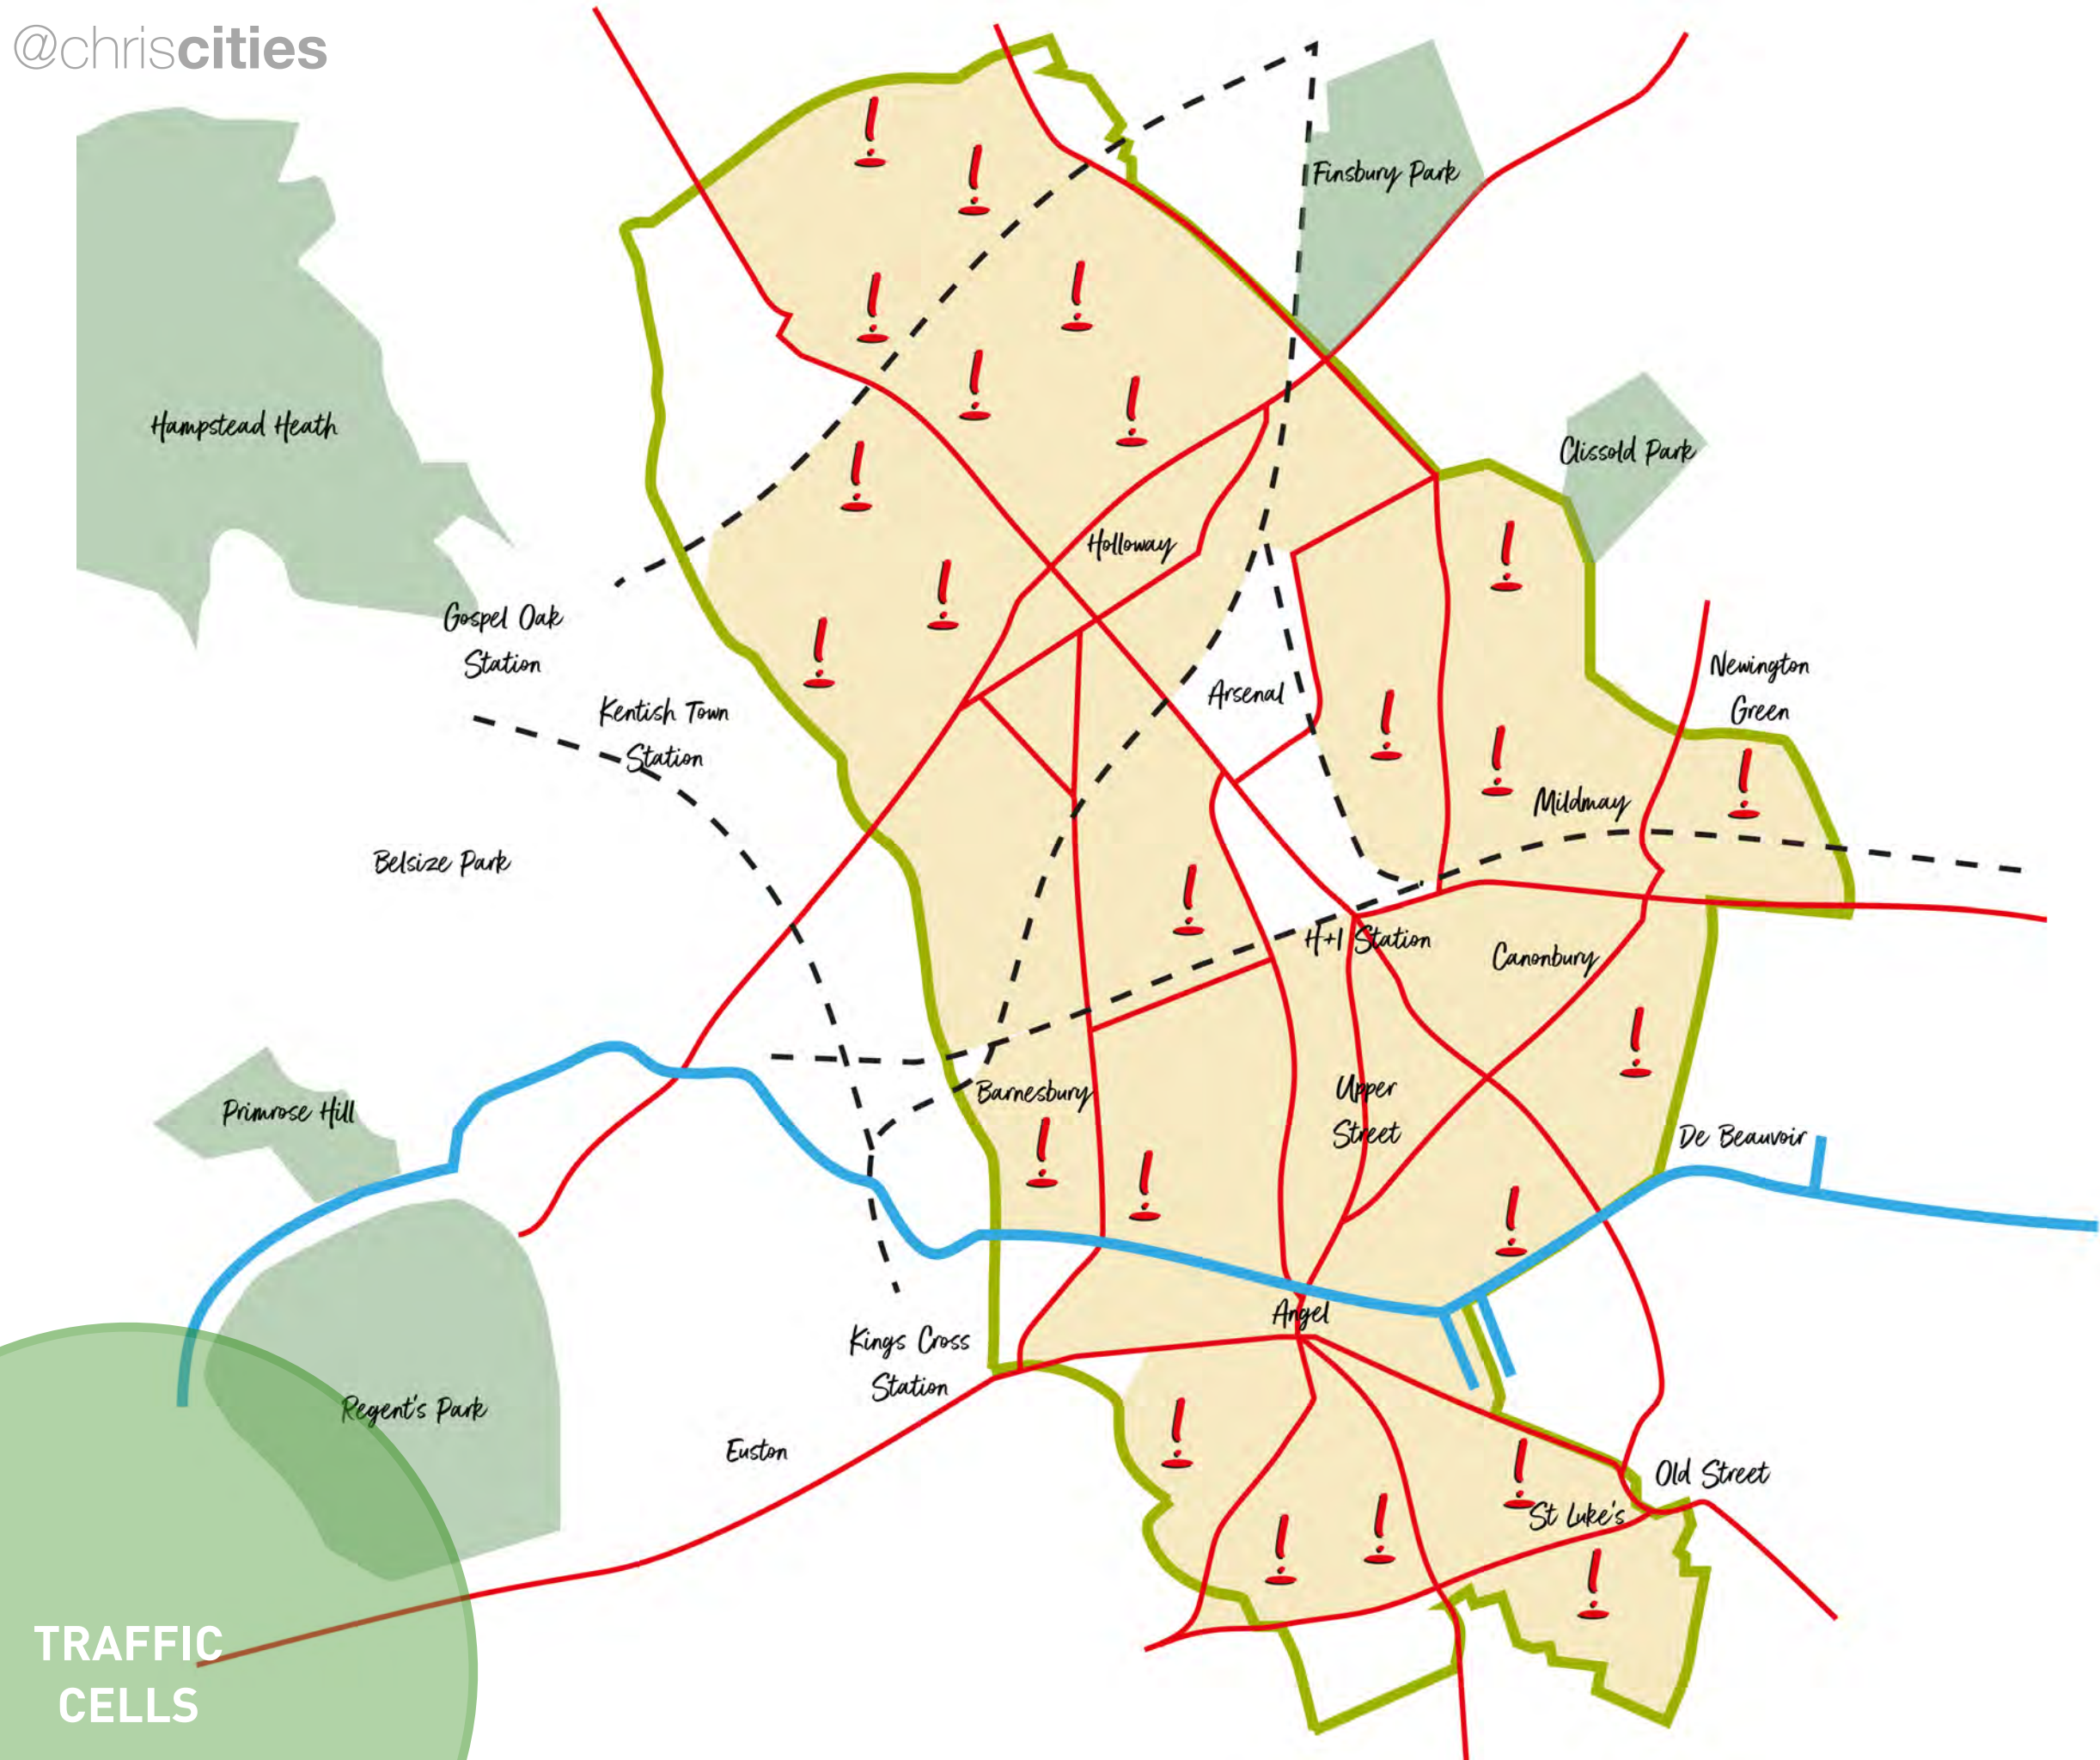 @chriscities
Finsbury Park
Hampstead Heath
Clissold Park
Holloway
Gospel Oak
Station
Newington
Green
Arsenal
Kentish Town
Station
Mildmay
Belsize Park
H+I Station
Canonbury
Barnesbury
Upper
Street
Primrose Hill
De Beauvoir
Angel
Kings Cross
Station
Regent's Park
Euston
Old Street
St Luke's
TRAFFIC
CELLS